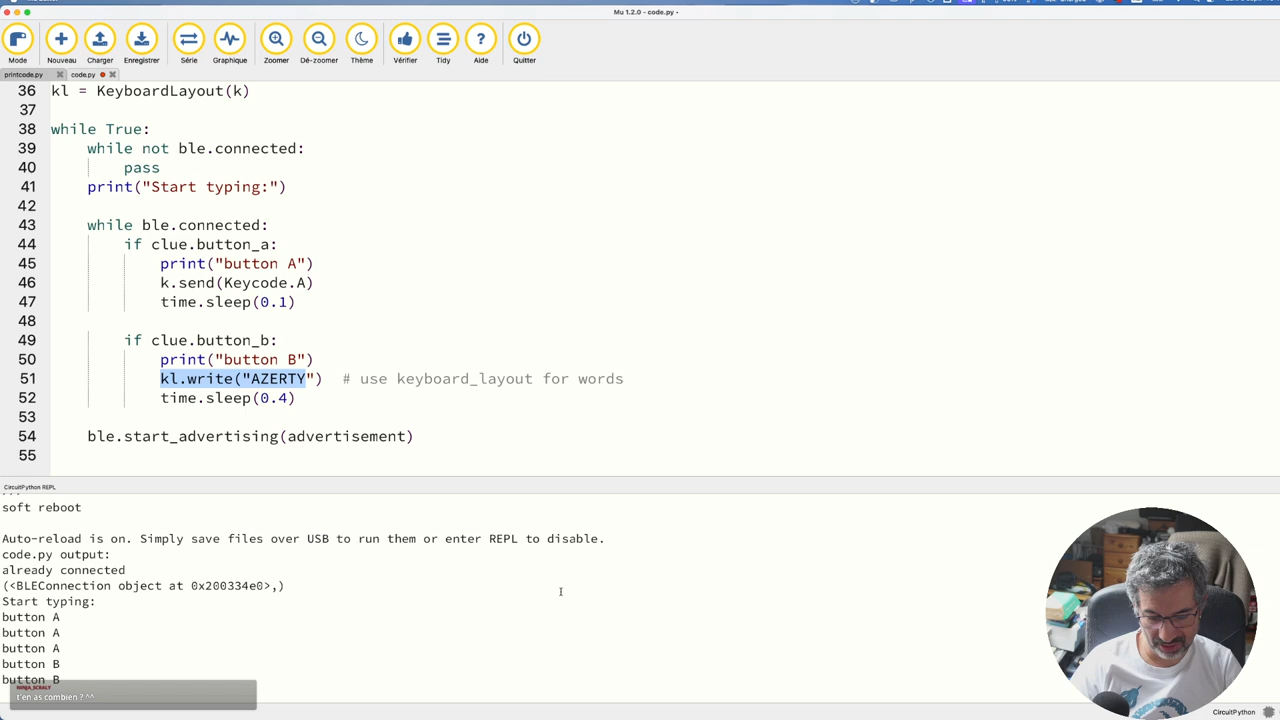 Mu 1.2.0 - code.py
Mode
Nouveau
Charger
Enregistrer
Série
Graphique
Zoomer
Dé-zoomer
Thème
Vérifier
Tidy
Aide
Quitter
printcode.py
code.py
36 kl = KeyboardLayout(k)
37
38 while True:
39     while not ble.connected:
40         pass
41     print("Start typing:")
42
43     while ble.connected:
44         if clue.button_a:
45             print("button A")
46             k.send(Keycode.A)
47             time.sleep(0.1)
48
49         if clue.button_b:
50             print("button B")
51             kl.write("AZERTY")  # use keyboard_layout for words
52             time.sleep(0.4)
53
54     ble.start_advertising(advertisement)
55
CircuitPython REPL
soft reboot
Auto-reload is on. Simply save files over USB to run them or enter REPL to disable.
code.py output:
already connected
(<BLEConnection object at 0x200334e0>,)
Start typing:
button A
button A
button A
button B
button B
NINJA_SCRALY
t'en as combien ? ^^
CircuitPython